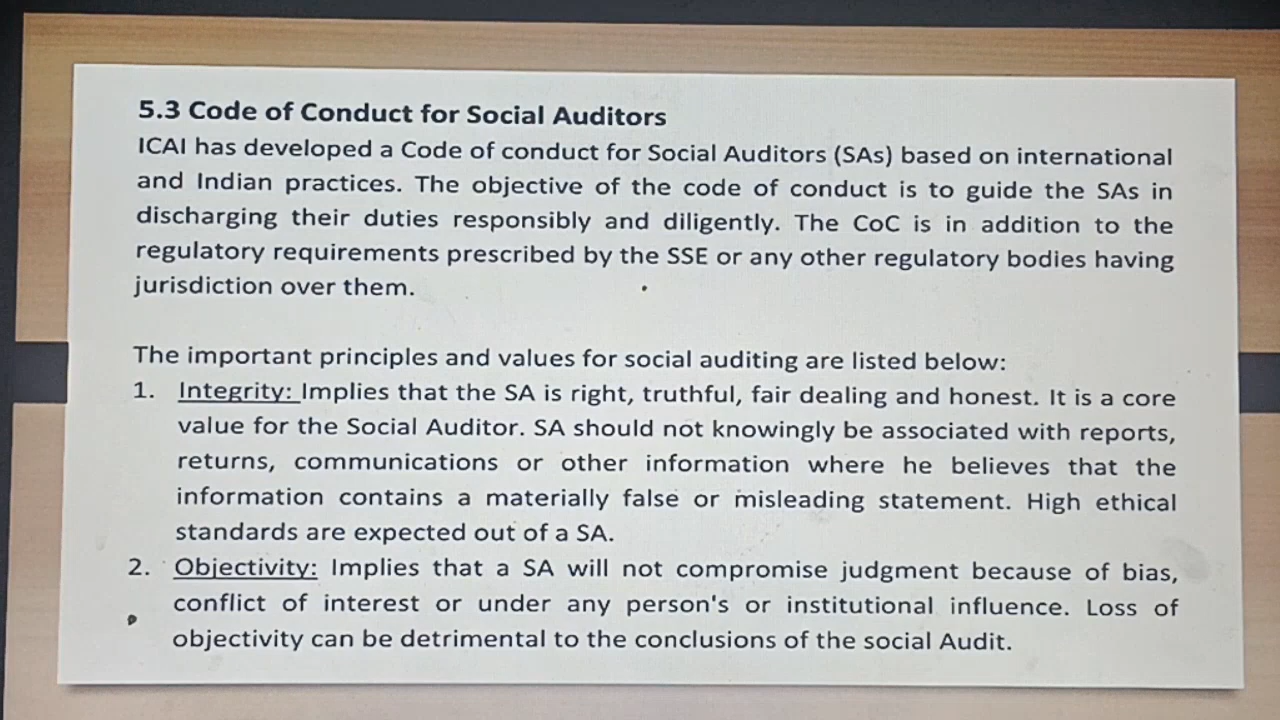 5.3 Code of Conduct for Social Auditors
ICAI has developed a Code of conduct for Social Auditors (SAs) based on international
and Indian practices. The objective of the code of conduct is to guide the SAs in
discharging their duties responsibly and diligently. The CoC is in addition to the
regulatory requirements prescribed by the SSE or any other regulatory bodies having
jurisdiction over them.
The important principles and values for social auditing are listed below:
1. Integrity: Implies that the SA is right, truthful, fair dealing and honest. It is a core
value for the Social Auditor. SA should not knowingly be associated with reports,
returns, communications or other information where he believes that the
information contains a materially false or misleading statement. High ethical
standards are expected out of a SA.
2. Objectivity: Implies that a SA will not compromise judgment because of bias,
conflict of interest or under any person's or institutional influence. Loss of
objectivity can be detrimental to the conclusions of the social Audit.